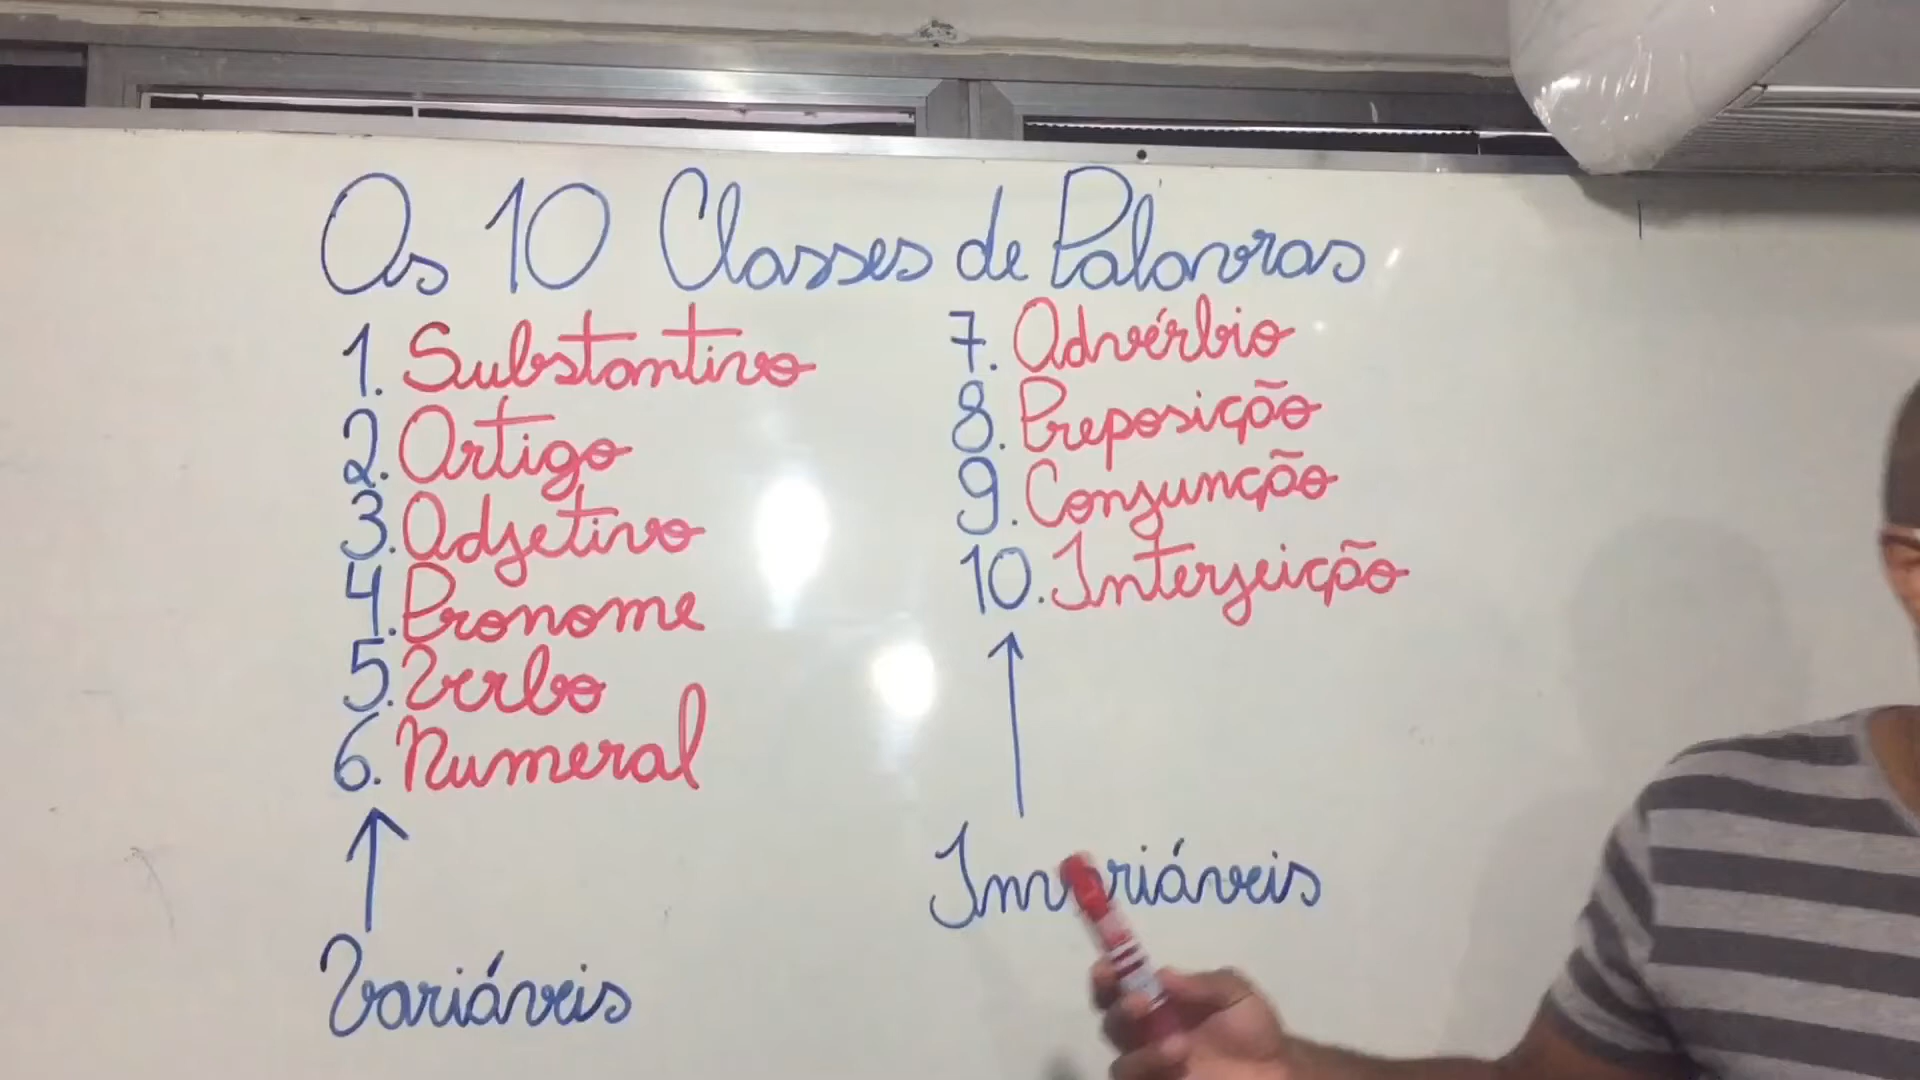 As 10 Classes de Palavras
1. Substantivo
2. Artigo
3. Adjetivo
4. Pronome
5. Verbo
6. Numeral
Variáveis
7. Advérbio
8. Preposição
9. Conjunção
10. Interjeição
Invariáveis